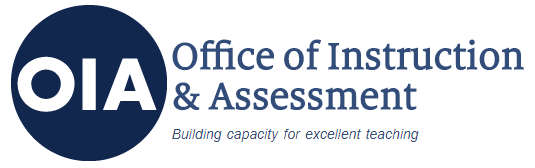 OIA
Office of Instruction
& Assessment
Building capacity for excellent teaching